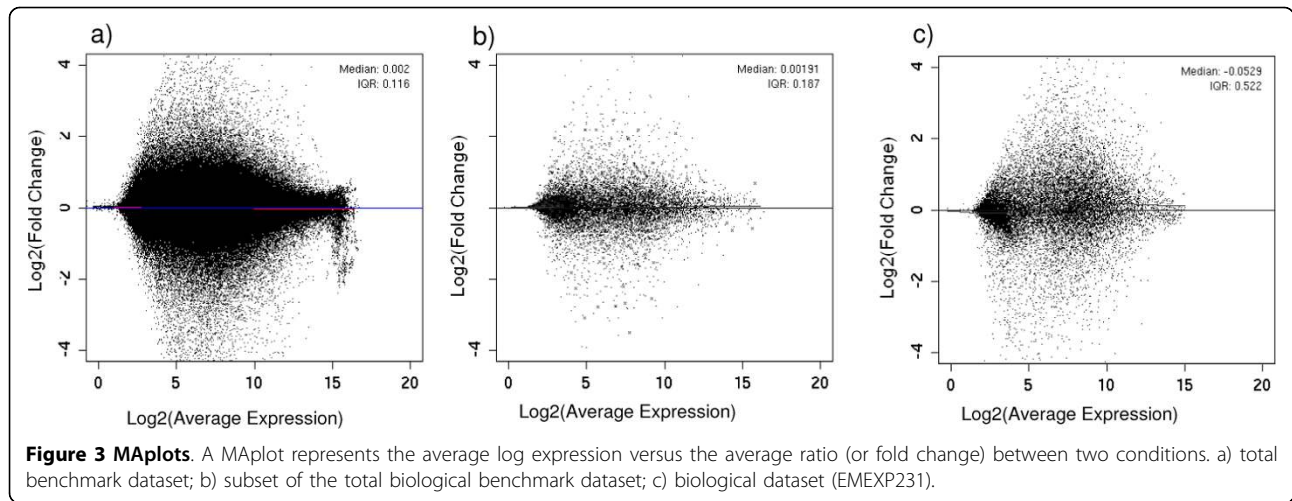 a)
Median: 0.002
IQR: 0.116
4
2
0
-2
-4
Log2(Fold Change)
0 5 10 15 20
Log2(Average Expression)
b)
Median: 0.00191
IQR: 0.187
4
2
0
-2
-4
Log2(Fold Change)
0 5 10 15 20
Log2(Average Expression)
c)
Median: -0.0529
IQR: 0.522
4
2
0
-2
-4
Log2(Fold Change)
0 5 10 15 20
Log2(Average Expression)
Figure 3 MAplots. A MAplot represents the average log expression versus the average ratio (or fold change) between two conditions. a) total
benchmark dataset; b) subset of the total biological benchmark dataset; c) biological dataset (EMEXP231).